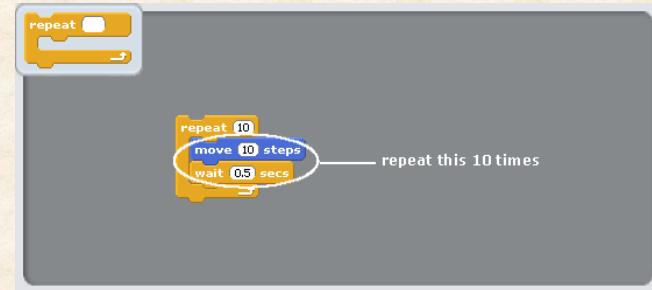 repeat
repeat 10
move 10 steps
wait 0.5 secs
repeat this 10 times